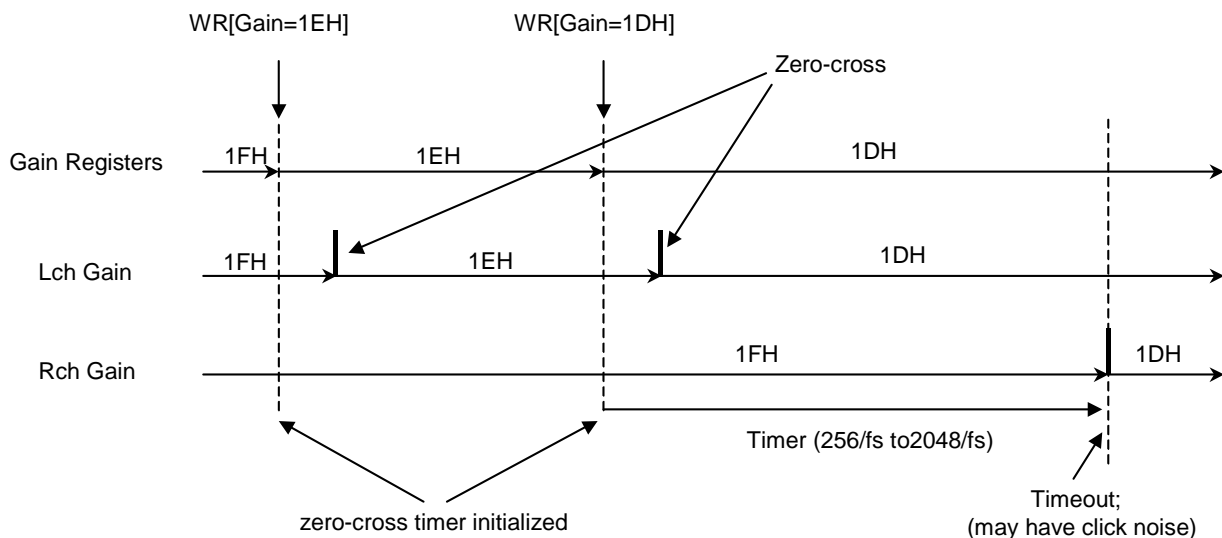 WR[Gain=1EH]
WR[Gain=1DH]
Zero-cross
Gain Registers
1FH
1EH
1DH
Lch Gain
1FH
1EH
1DH
Rch Gain
1FH
1DH
Timer (256/fs to2048/fs)
zero-cross timer initialized
Timeout;
(may have click noise)